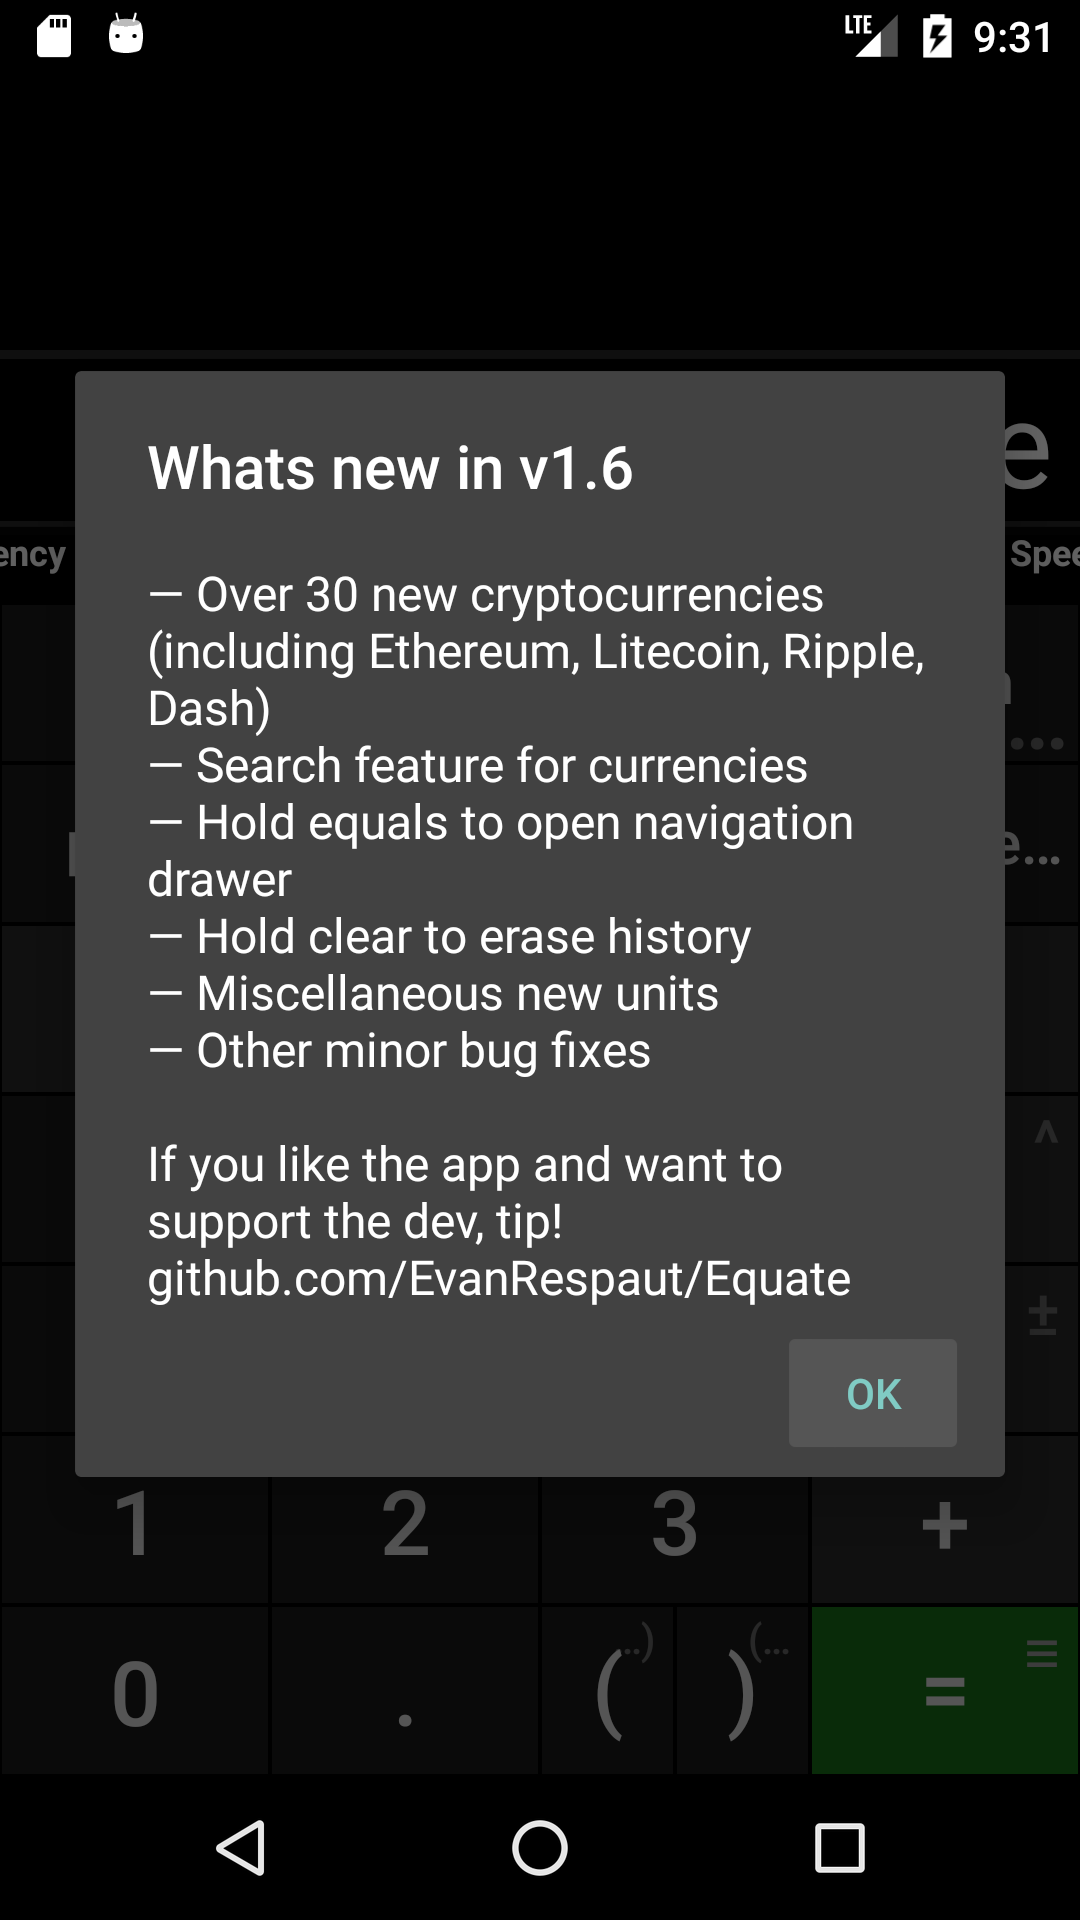 LTE 9:31
e
ency Spee
Whats new in v1.6
— Over 30 new cryptocurrencies
(including Ethereum, Litecoin, Ripple,
Dash)
— Search feature for currencies
— Hold equals to open navigation
drawer
— Hold clear to erase history
— Miscellaneous new units
— Other minor bug fixes
If you like the app and want to
support the dev, tip!
github.com/EvanRespaut/Equate
OK
e...
^
±
1 2 3 +
0 . ( ..) ) (... =